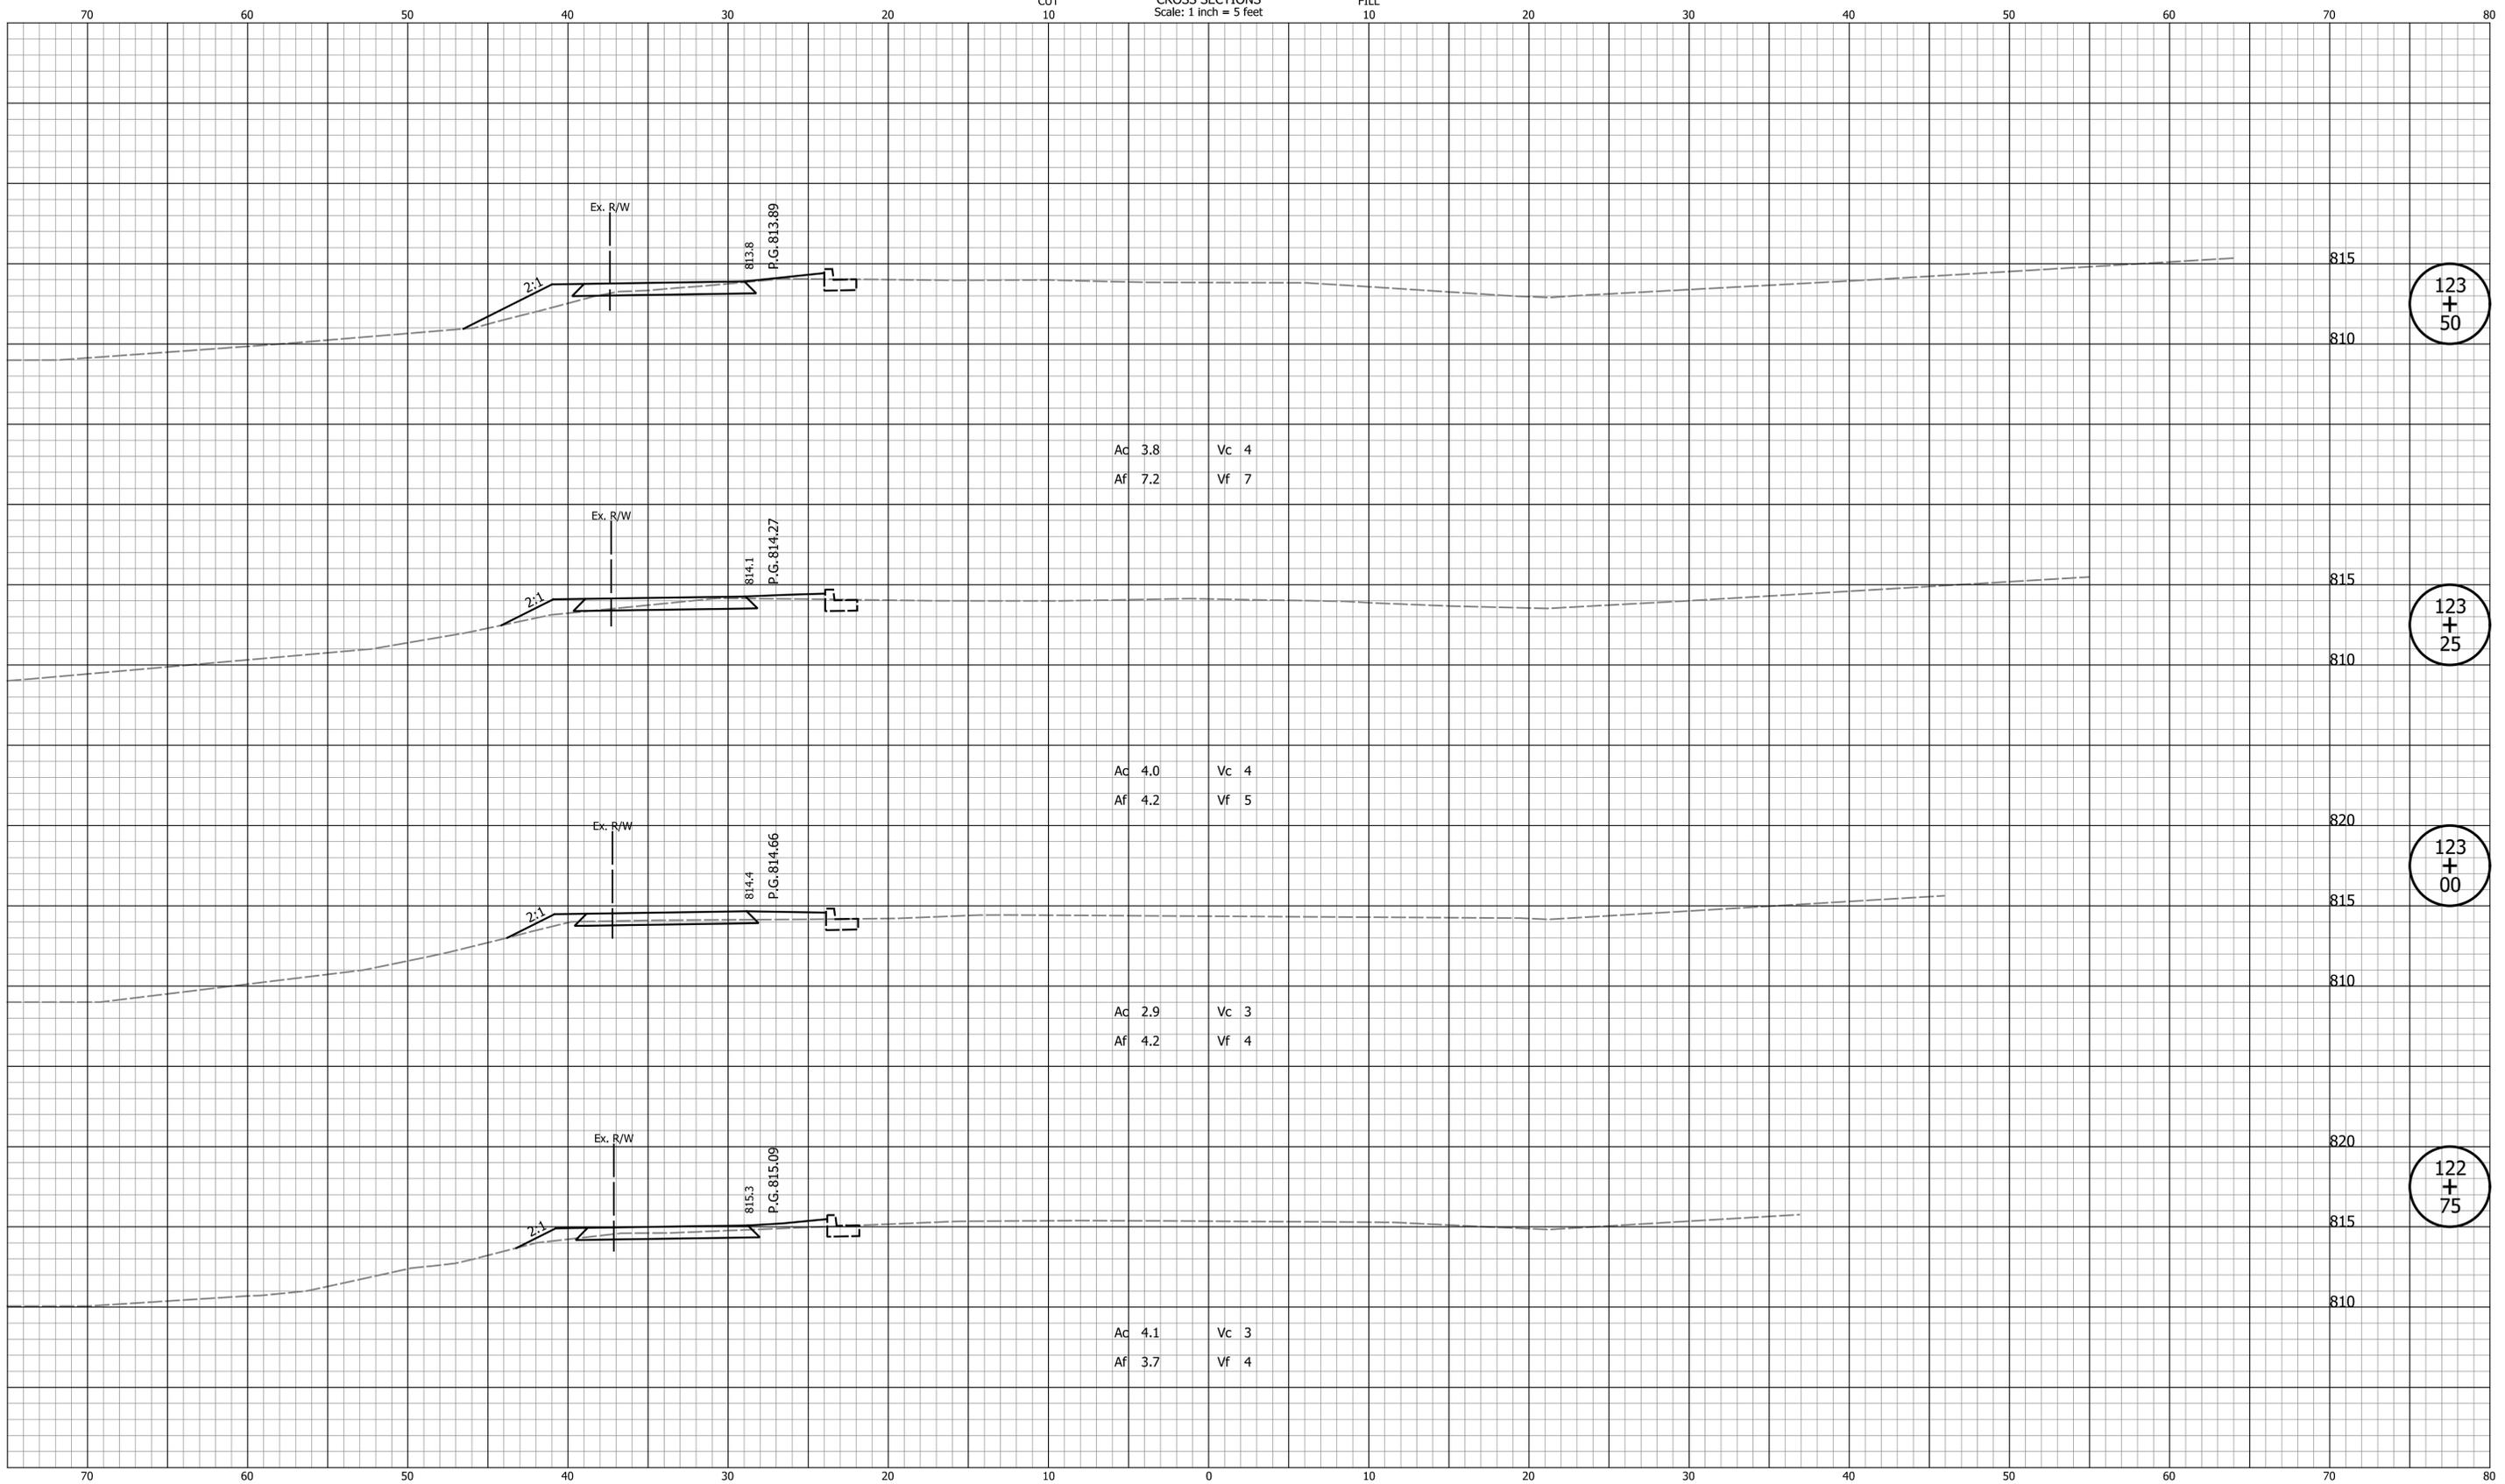 CUT CROSS SECTIONS FILL
Scale: 1 inch = 5 feet
70 60 50 40 30 20 10 10 20 30 40 50 60 70 80
Ex. R/W
813.8
P.G. 813.89
2:1
815
810
123
+
50
Ac 3.8 Vc 4
Af 7.2 Vf 7
Ex. R/W
814.1
P.G. 814.27
2:1
815
810
123
+
25
Ac 4.0 Vc 4
Af 4.2 Vf 5
Ex. R/W
814.4
P.G. 814.66
2:1
820
815
810
123
+
00
Ac 2.9 Vc 3
Af 4.2 Vf 4
Ex. R/W
815.3
P.G. 815.09
2:1
820
815
810
122
+
75
Ac 4.1 Vc 3
Af 3.7 Vf 4
70 60 50 40 30 20 10 0 10 20 30 40 50 60 70 80